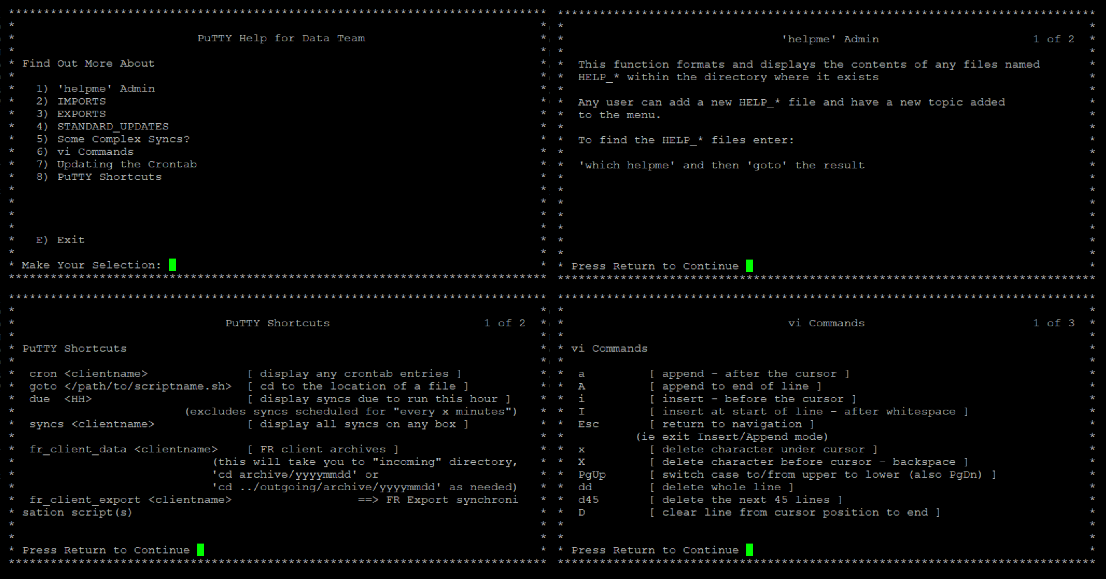 PuTTY Help for Data Team
Find Out More About
1) 'helpme' Admin
2) IMPORTS
3) EXPORTS
4) STANDARD_UPDATES
5) Some Complex Syncs?
6) vi Commands
7) Updating the Crontab
8) PuTTY Shortcuts
E) Exit
Make Your Selection:
'helpme' Admin 1 of 2
This function formats and displays the contents of any files named
HELP_* within the directory where it exists
Any user can add a new HELP_* file and have a new topic added
to the menu.
To find the HELP_* files enter:
'which helpme' and then 'goto' the result
Press Return to Continue
PuTTY Shortcuts 1 of 2
PuTTY Shortcuts
cron <clientname> [ display any crontab entries ]
goto </path/to/scriptname.sh> [ cd to the location of a file ]
due <HH> [ display syncs due to run this hour ]
(excludes syncs scheduled for "every x minutes")
syncs <clientname> [ display all syncs on any box ]
fr_client_data <clientname> [ FR client archives ]
(this will take you to "incoming" directory,
'cd archive/yyyymmdd' or
'cd ../outgoing/archive/yyyymmdd' as needed)
fr_client_export <clientname> ==> FR Export synchroni
sation script(s)
Press Return to Continue
vi Commands 1 of 3
vi Commands
a [ append - after the cursor ]
A [ append to end of line ]
i [ insert - before the cursor ]
I [ insert at start of line - after whitespace ]
Esc [ return to navigation ]
(ie exit Insert/Append mode)
x [ delete character under cursor ]
X [ delete character before cursor - backspace ]
PgUp [ switch case to/from upper to lower (also PgDn) ]
dd [ delete whole line ]
d45 [ delete the next 45 lines ]
D [ clear line from cursor position to end ]
Press Return to Continue